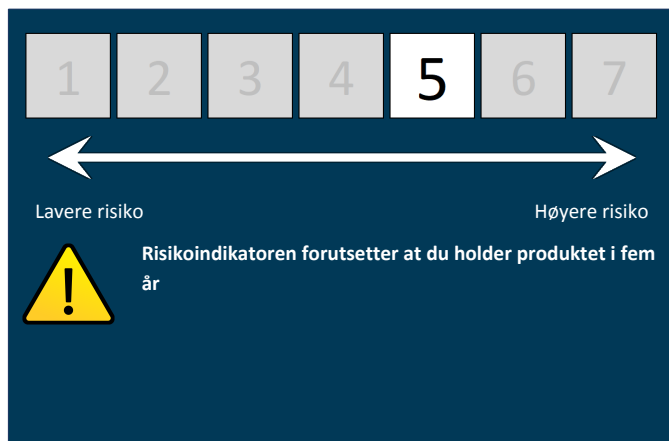 1 2 3 4 5 6 7
Lavere risiko Høyere risiko
Risikoindikatoren forutsetter at du holder produktet i fem
år